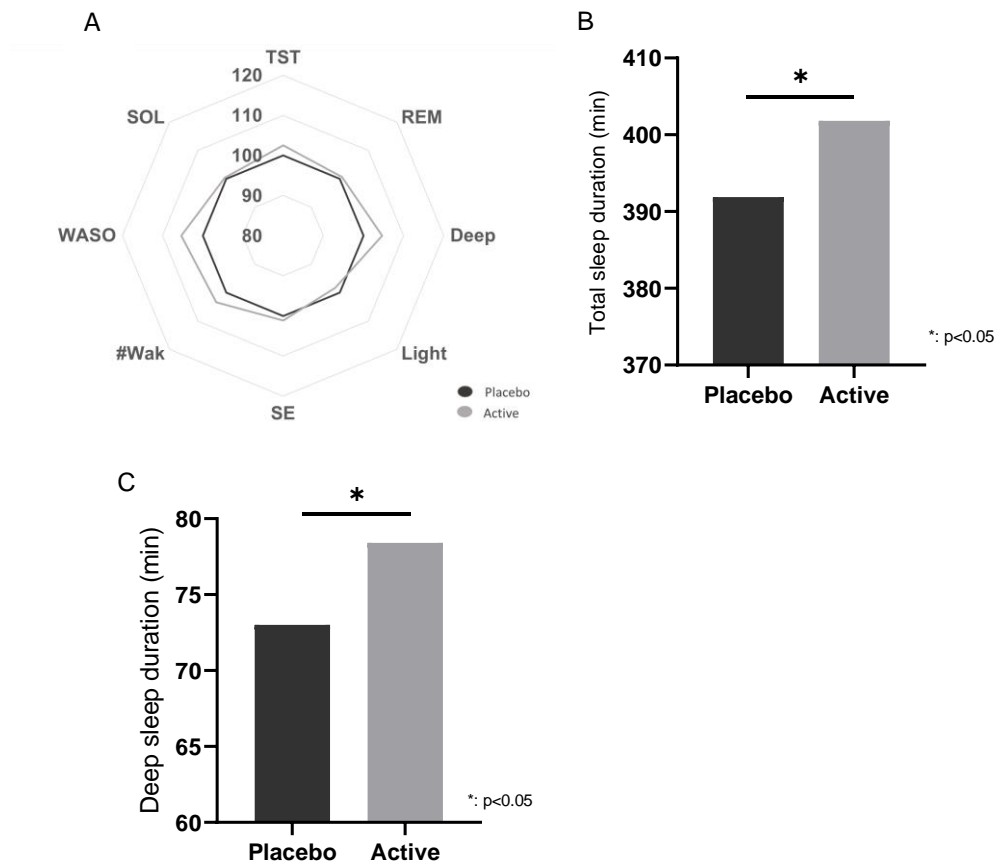 A
TST
120
SOL
REM
110
100
90
WASO
80
Deep
#Wak
Light
SE
Placebo
Active
B
Total sleep duration (min)
410
400
390
380
370
*
*: p<0.05
Placebo Active
C
Deep sleep duration (min)
80
75
70
65
60
*
*: p<0.05
Placebo Active